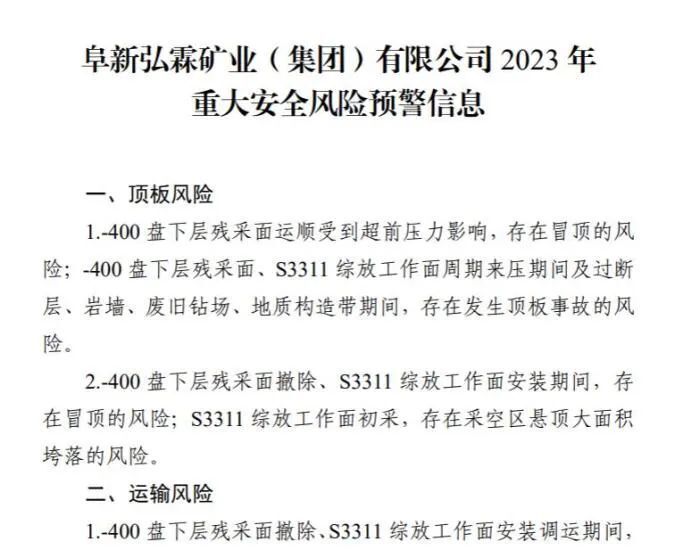 阜新弘霖矿业（集团）有限公司 2023 年
重大安全风险预警信息
一、顶板风险
1.-400 盘下层残采面运顺受到超前压力影响，存在冒顶的风
险；-400 盘下层残采面、S3311 综放工作面周期来压期间及过断
层、岩墙、废旧钻场、地质构造带期间，存在发生顶板事故的风
险。
2.-400 盘下层残采面撤除、S3311 综放工作面安装期间，存
在冒顶的风险；S3311 综放工作面初采，存在采空区悬顶大面积
垮落的风险。
二、运输风险
1.-400 盘下层残采面撤除、S3311 综放工作面安装调运期间，